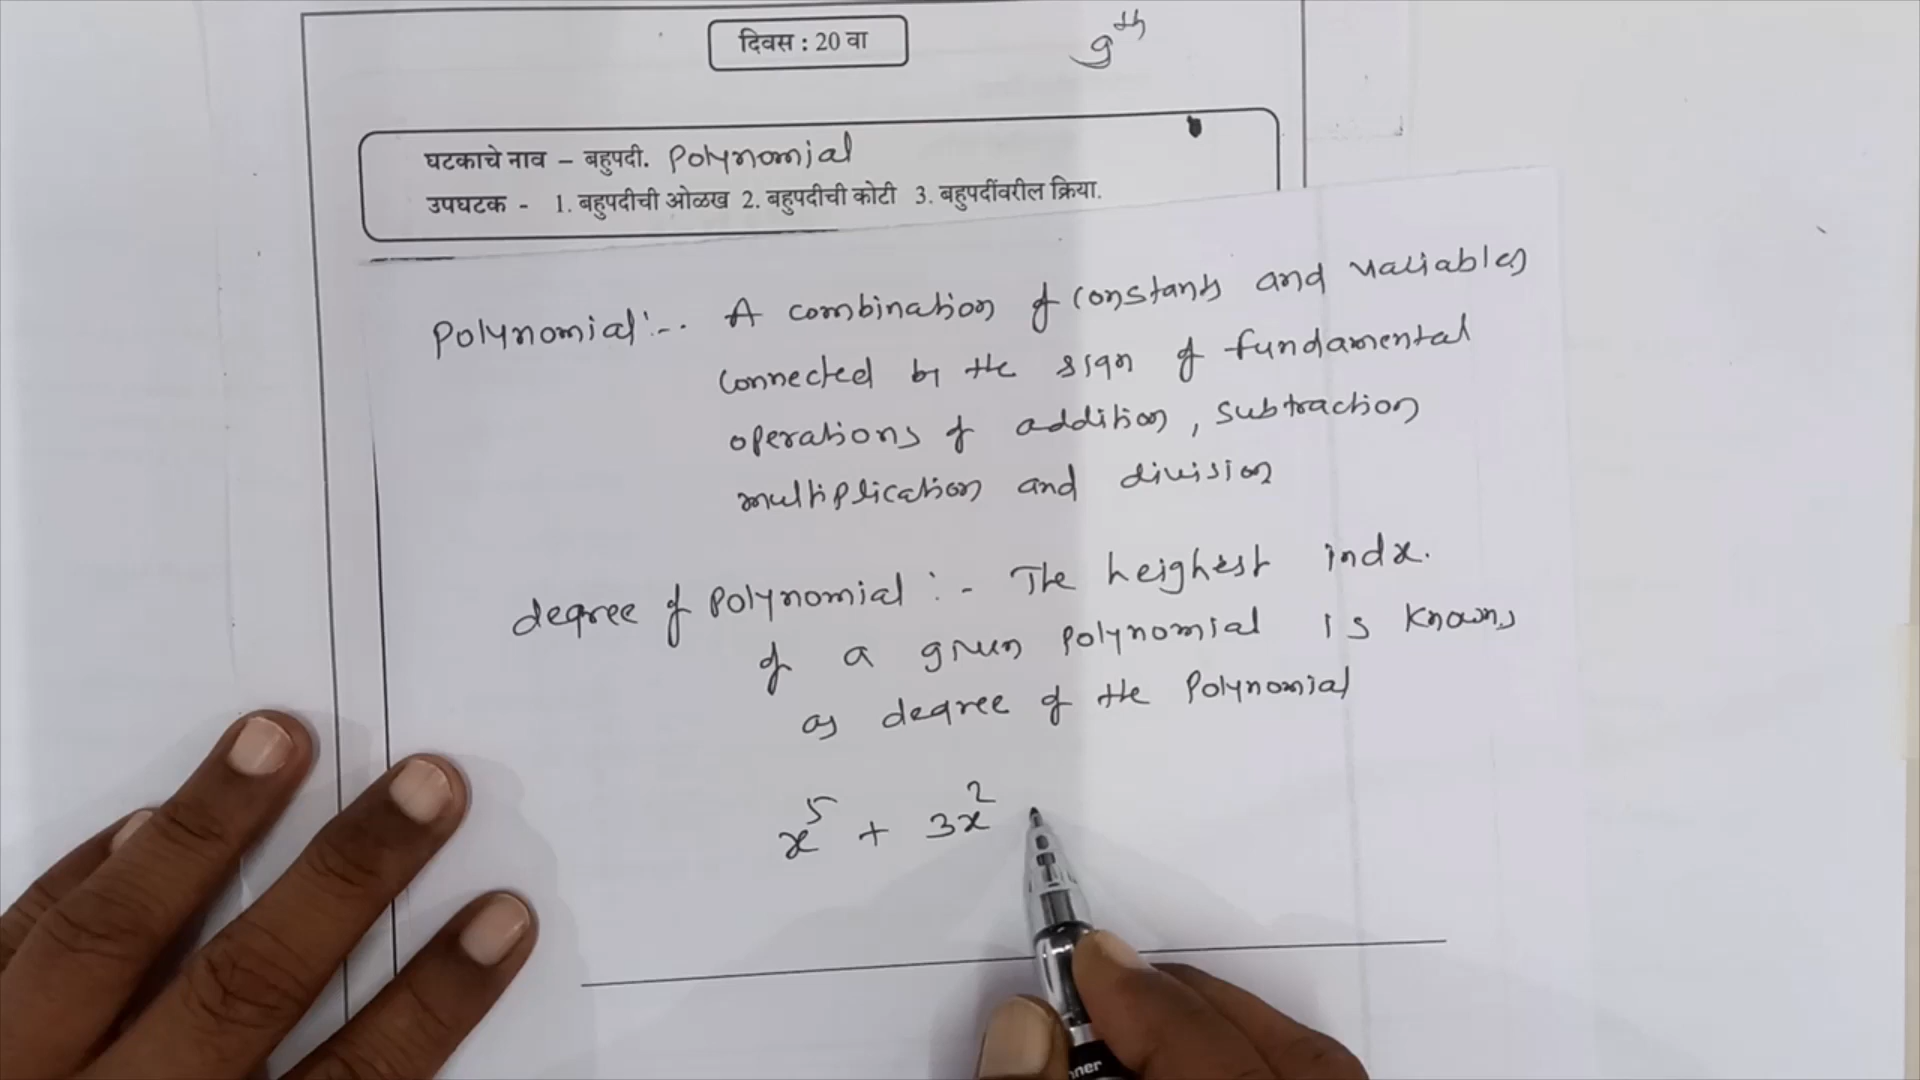 दिवस : 20 वा
9th
घटकाचे नाव – बहुपदी. Polynomial
उपघटक - 1. बहुपदीची ओळख 2. बहुपदीची कोटी 3. बहुपदींवरील क्रिया.
Polynomial :- A combination of constants and variables
connected by the sign of fundamental
operations of addition, subtraction
multiplication and division
degree of polynomial :- The heighest indx.
of a given polynomial is known
as degree of the Polynomial
x⁵ + 3x²
nner